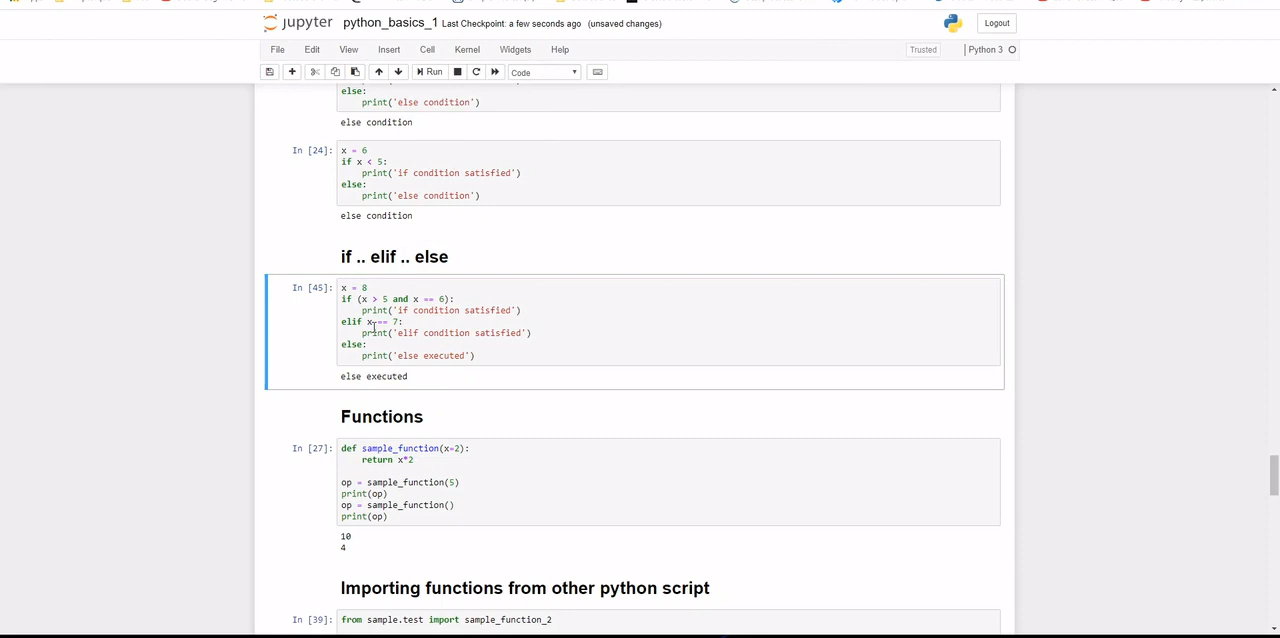 jupyter python_basics_1 Last Checkpoint: a few seconds ago (unsaved changes) Logout
File Edit View Insert Cell Kernel Widgets Help Trusted Python 3
Run Code
else:
print('else condition')
else condition
In [24]: x = 6
if x < 5:
print('if condition satisfied')
else:
print('else condition')
else condition
if .. elif .. else
In [45]: x = 8
if (x > 5 and x == 6):
print('if condition satisfied')
elif x == 7:
print('elif condition satisfied')
else:
print('else executed')
else executed
Functions
In [27]: def sample_function(x=2):
return x*2
op = sample_function(5)
print(op)
op = sample_function()
print(op)
10
4
Importing functions from other python script
In [39]: from sample.test import sample_function_2